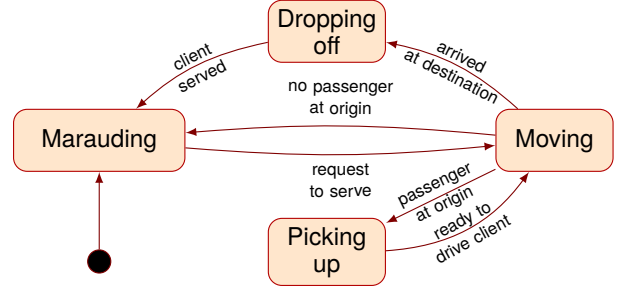 Dropping
off
client
served
arrived
at destination
no passenger
at origin
Marauding
Moving
request
to serve
passenger
at origin
ready to
drive client
Picking
up